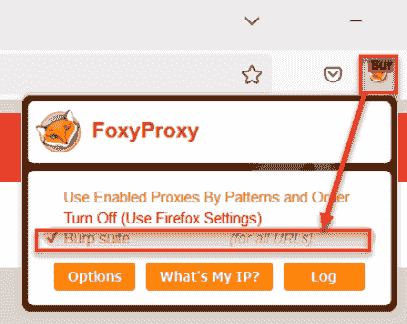 Bur
FoxyProxy
Use Enabled Proxies By Patterns and Order
Turn Off (Use Firefox Settings)
✓ Burp suite (for all URLs)
Options What's My IP? Log